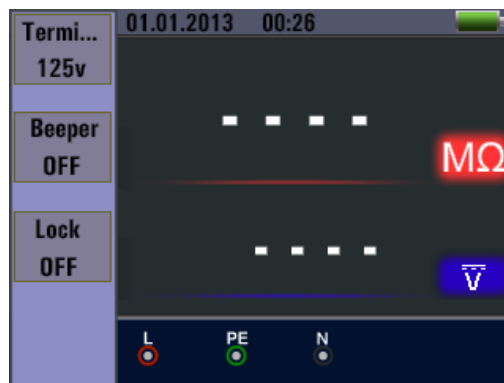 01.01.2013 00:26
Termi...
125v
Beeper
OFF
Lock
OFF
- - - -
MΩ
- - - -
V
L PE N